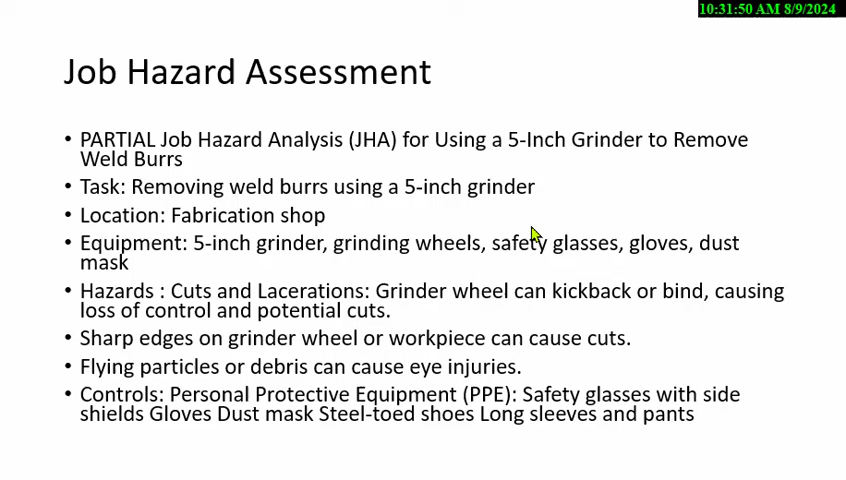 10:31:50 AM 8/9/2024
Job Hazard Assessment
• PARTIAL Job Hazard Analysis (JHA) for Using a 5-Inch Grinder to Remove
Weld Burrs
• Task: Removing weld burrs using a 5-inch grinder
• Location: Fabrication shop
• Equipment: 5-inch grinder, grinding wheels, safety glasses, gloves, dust
mask
• Hazards : Cuts and Lacerations: Grinder wheel can kickback or bind, causing
loss of control and potential cuts.
• Sharp edges on grinder wheel or workpiece can cause cuts.
• Flying particles or debris can cause eye injuries.
• Controls: Personal Protective Equipment (PPE): Safety glasses with side
shields Gloves Dust mask Steel-toed shoes Long sleeves and pants